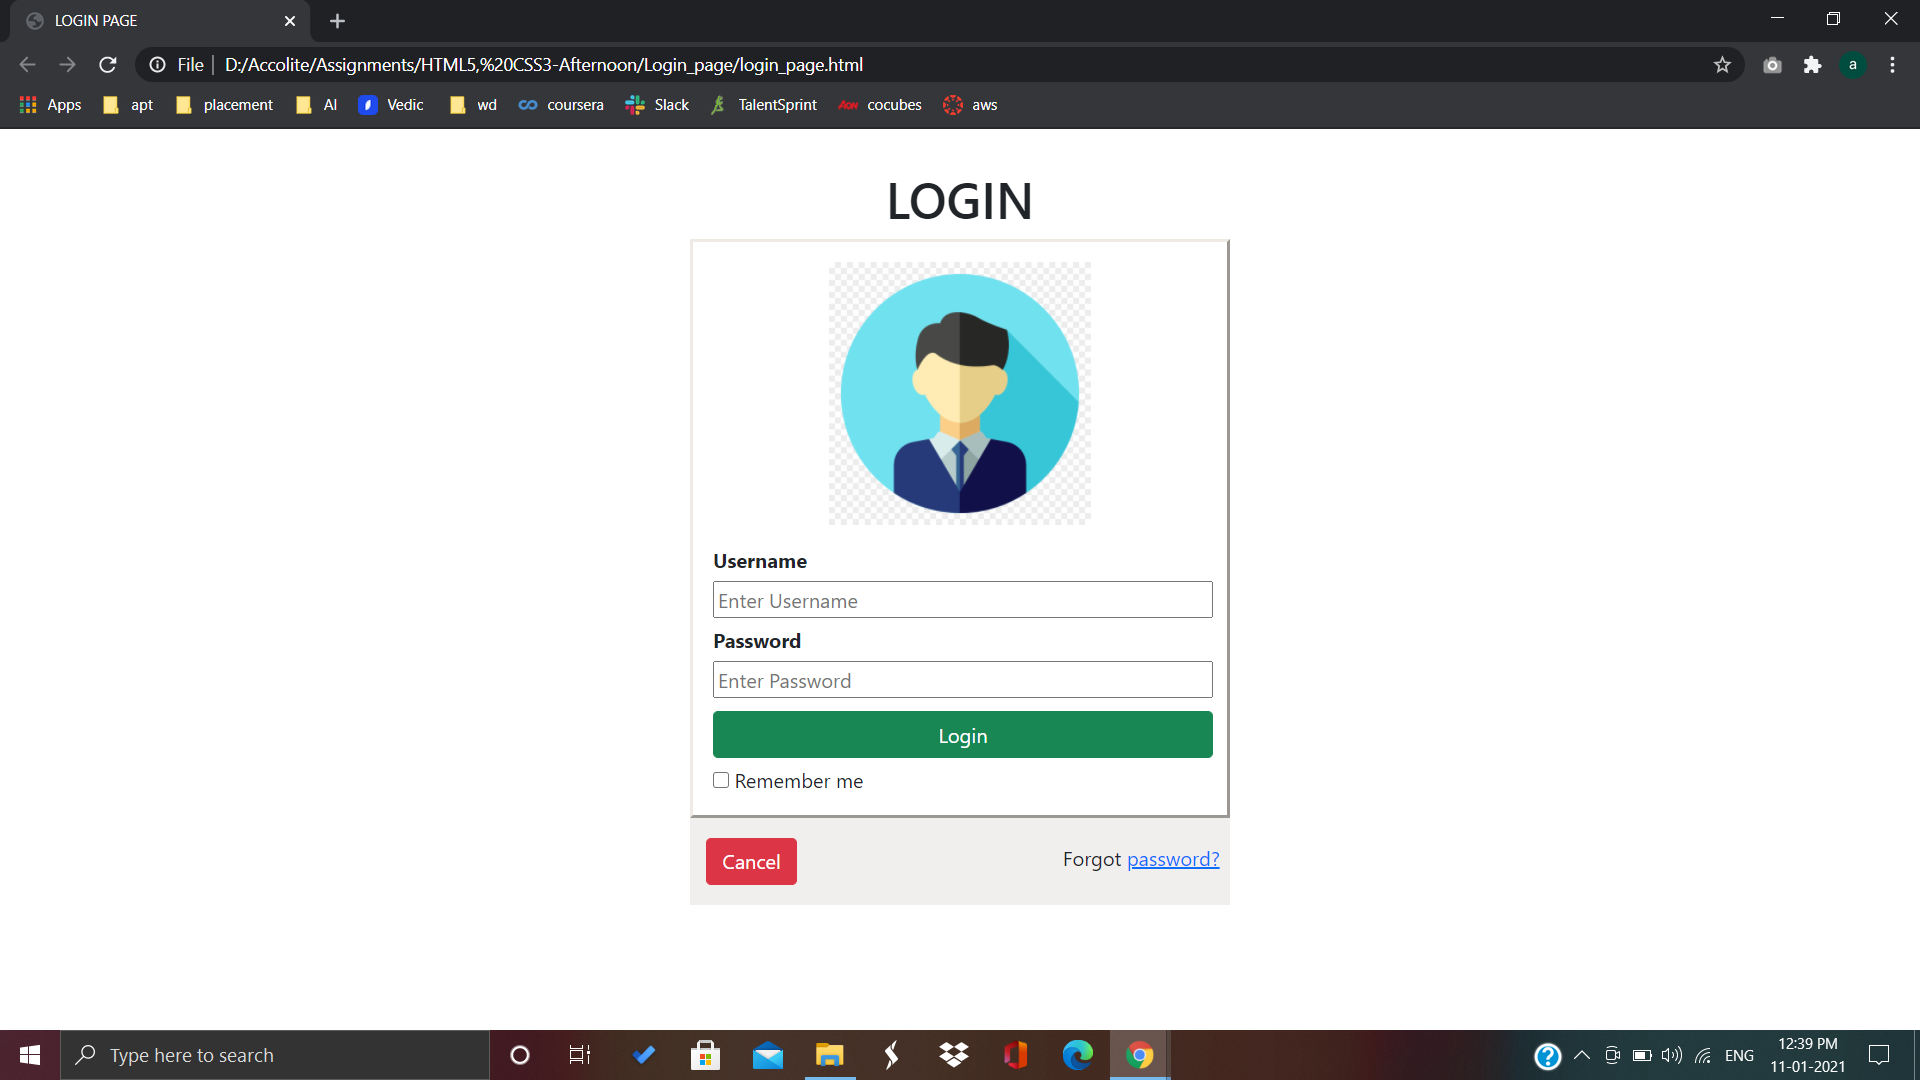 LOGIN PAGE
File | D:/Accolite/Assignments/HTML5,%20CSS3-Afternoon/Login_page/login_page.html
a
Apps apt placement AI Vedic wd coursera Slack TalentSprint AON cocubes aws
LOGIN
Username
Enter Username
Password
Enter Password
Login
Remember me
Cancel
Forgot password?
Type here to search
ENG
12:39 PM
11-01-2021